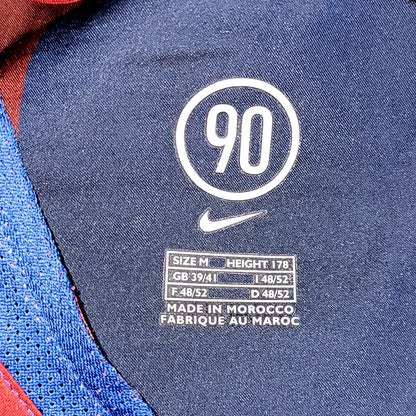 90
SIZE M HEIGHT 178
GB 39/41 I 48/52
F 48/52 D 48/52
MADE IN MOROCCO
FABRIQUE AU MAROC